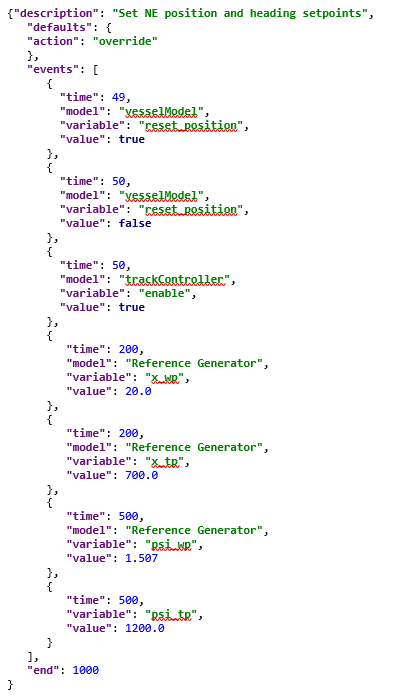 {"description": "Set NE position and heading setpoints",
"defaults": {
"action": "override"
},
"events": [
{
"time": 49,
"model": "vesselModel",
"variable": "reset_position",
"value": true
},
{
"time": 50,
"model": "vesselModel",
"variable": "reset_position",
"value": false
},
{
"time": 50,
"model": "trackController",
"variable": "enable",
"value": true
},
{
"time": 200,
"model": "Reference Generator",
"variable": "x_wp",
"value": 20.0
},
{
"time": 200,
"model": "Reference Generator",
"variable": "x_tp",
"value": 700.0
},
{
"time": 500,
"model": "Reference Generator",
"variable": "psi_wp",
"value": 1.507
},
{
"time": 500,
"variable": "psi_tp",
"value": 1200.0
}
],
"end": 1000
}